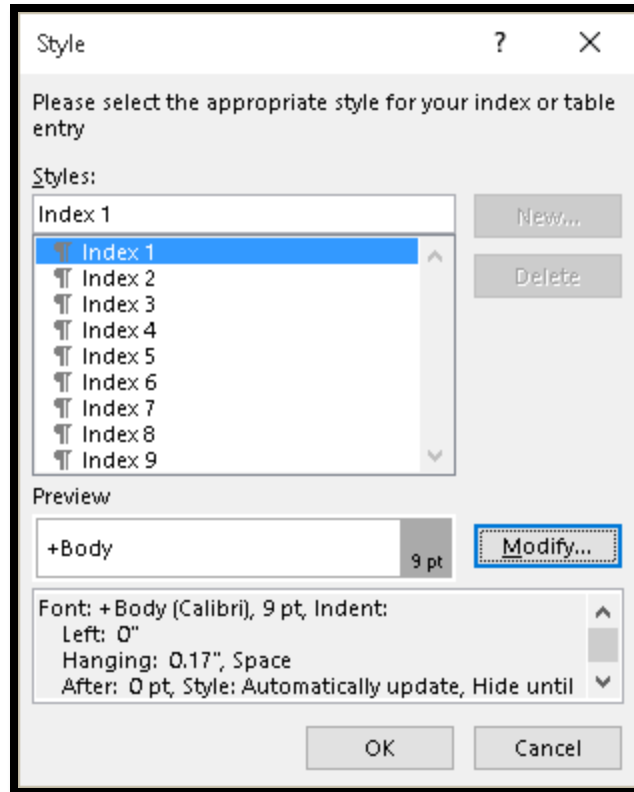 Style ?
Please select the appropriate style for your index or table
entry
Styles:
Index 1
New...
Index 1
Index 2
Index 3
Index 4
Index 5
Index 6
Index 7
Index 8
Index 9
Delete
Preview
+Body
9 pt
Modify...
Font: +Body (Calibri), 9 pt, Indent:
Left: 0"
Hanging: 0.17", Space
After: 0 pt, Style: Automatically update, Hide until
OK
Cancel